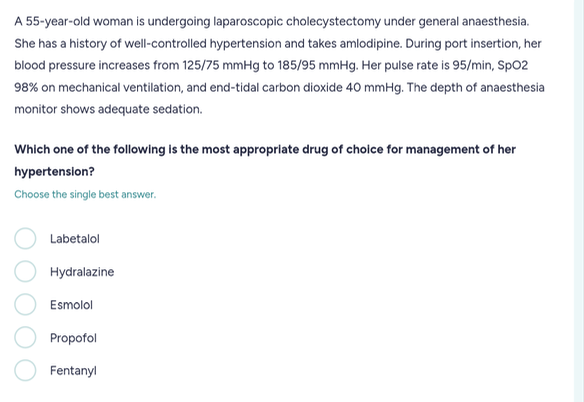 A 55-year-old woman is undergoing laparoscopic cholecystectomy under general anaesthesia.
She has a history of well-controlled hypertension and takes amlodipine. During port insertion, her
blood pressure increases from 125/75 mmHg to 185/95 mmHg. Her pulse rate is 95/min, SpO2
98% on mechanical ventilation, and end-tidal carbon dioxide 40 mmHg. The depth of anaesthesia
monitor shows adequate sedation.
Which one of the following is the most appropriate drug of choice for management of her
hypertension?
Choose the single best answer.
Labetalol
Hydralazine
Esmolol
Propofol
Fentanyl